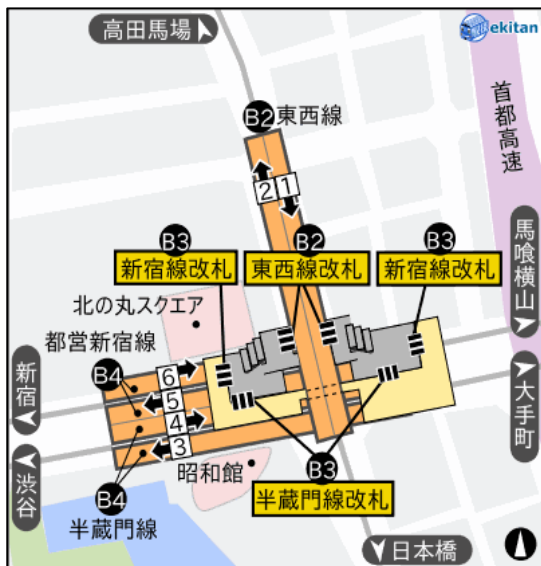 高田馬場
ekitan
首都高速
B2 東西線
2 1
B3
新宿線改札
B2
東西線改札
B3
新宿線改札
馬喰横山
北の丸スクエア
都営新宿線
B4
6
5
4
3
新宿
大手町
渋谷
昭和館
B4
半蔵門線
B3
半蔵門線改札
日本橋